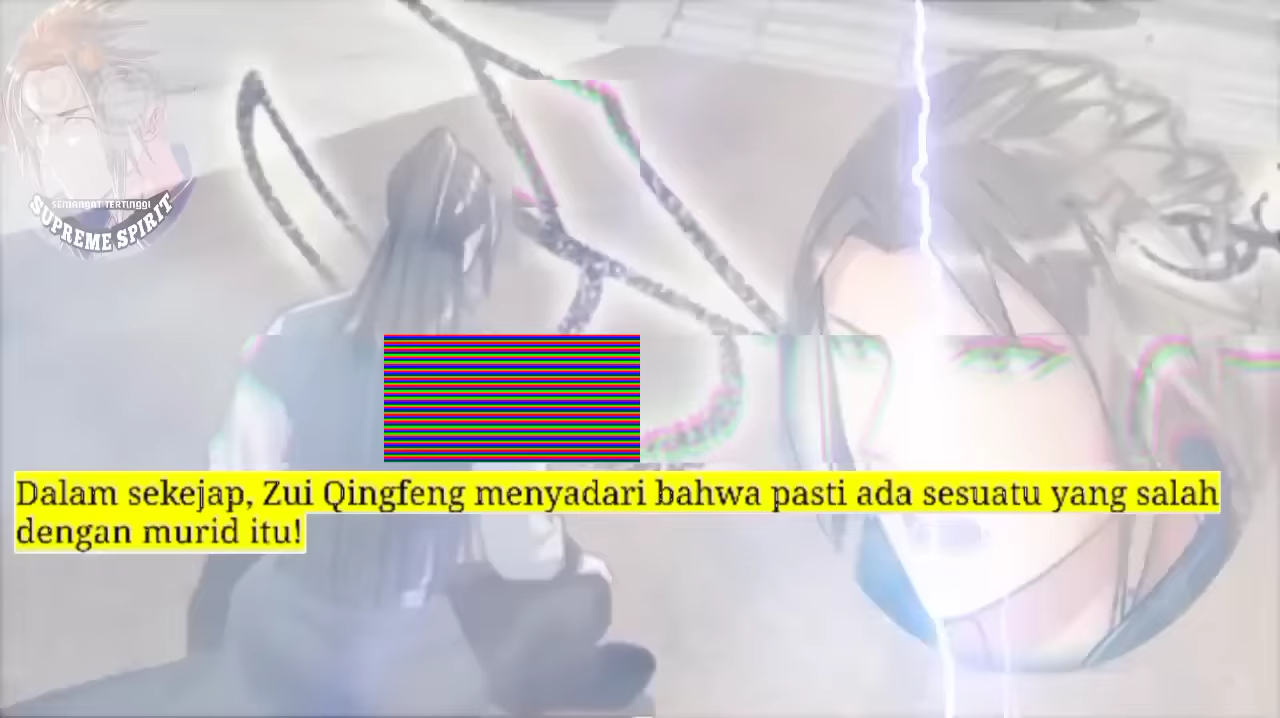 SEMANGAT TERTINGGI
SUPREME SPIRIT
Dalam sekejap, Zui Qingfeng menyadari bahwa pasti ada sesuatu yang salah
dengan murid itu!